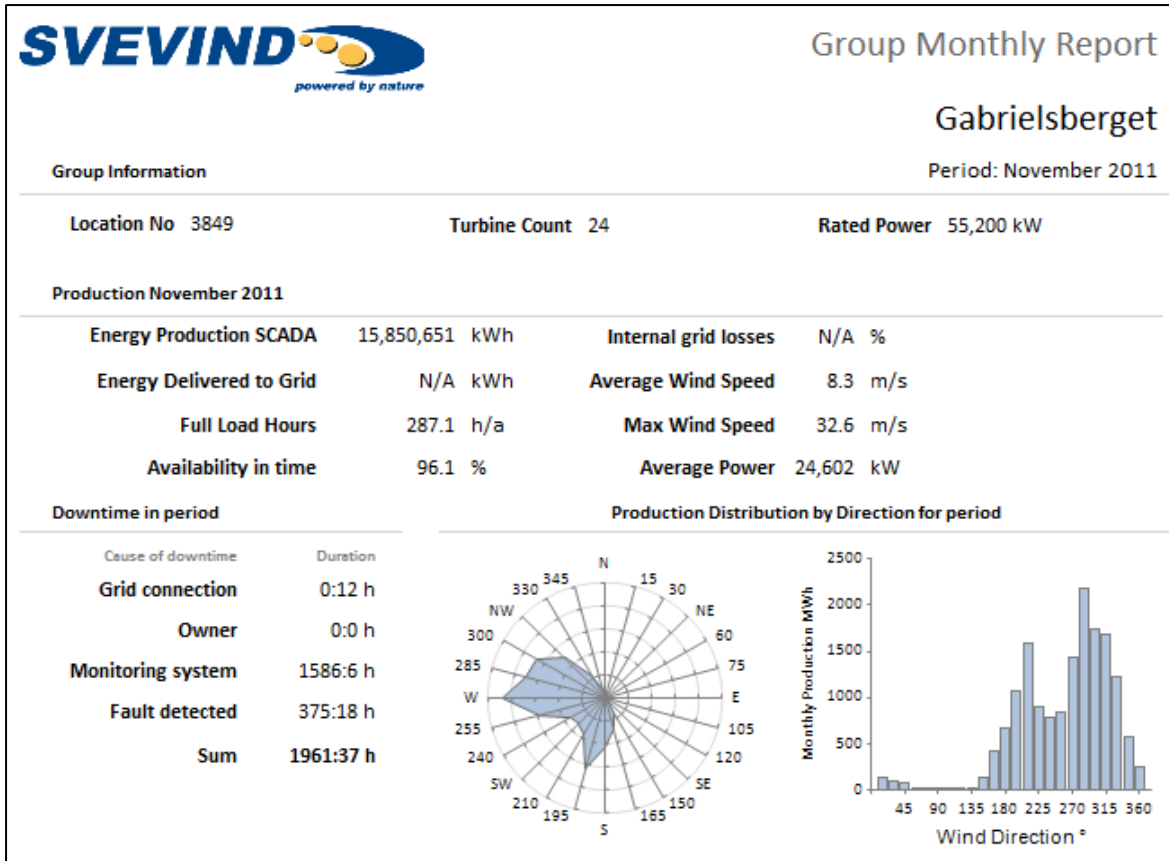 SVEVIND
powered by nature
Group Monthly Report
Gabrielsberget
Group Information
Period: November 2011
Location No 3849 Turbine Count 24 Rated Power 55,200 kW
Production November 2011
Energy Production SCADA 15,850,651 kWh Internal grid losses N/A %
Energy Delivered to Grid N/A kWh Average Wind Speed 8.3 m/s
Full Load Hours 287.1 h/a Max Wind Speed 32.6 m/s
Availability in time 96.1 % Average Power 24,602 kW
Downtime in period
Cause of downtime Duration
Grid connection 0:12 h
Owner 0:0 h
Monitoring system 1586:6 h
Fault detected 375:18 h
Sum 1961:37 h
Production Distribution by Direction for period
N
15
30
NE
60
75
E
105
120
SE
150
165
S
195
210
SW
240
255
W
285
300
NW
330
345
Monthly Production MWh
2500
2000
1500
1000
500
0
45 90 135 180 225 270 315 360
Wind Direction °